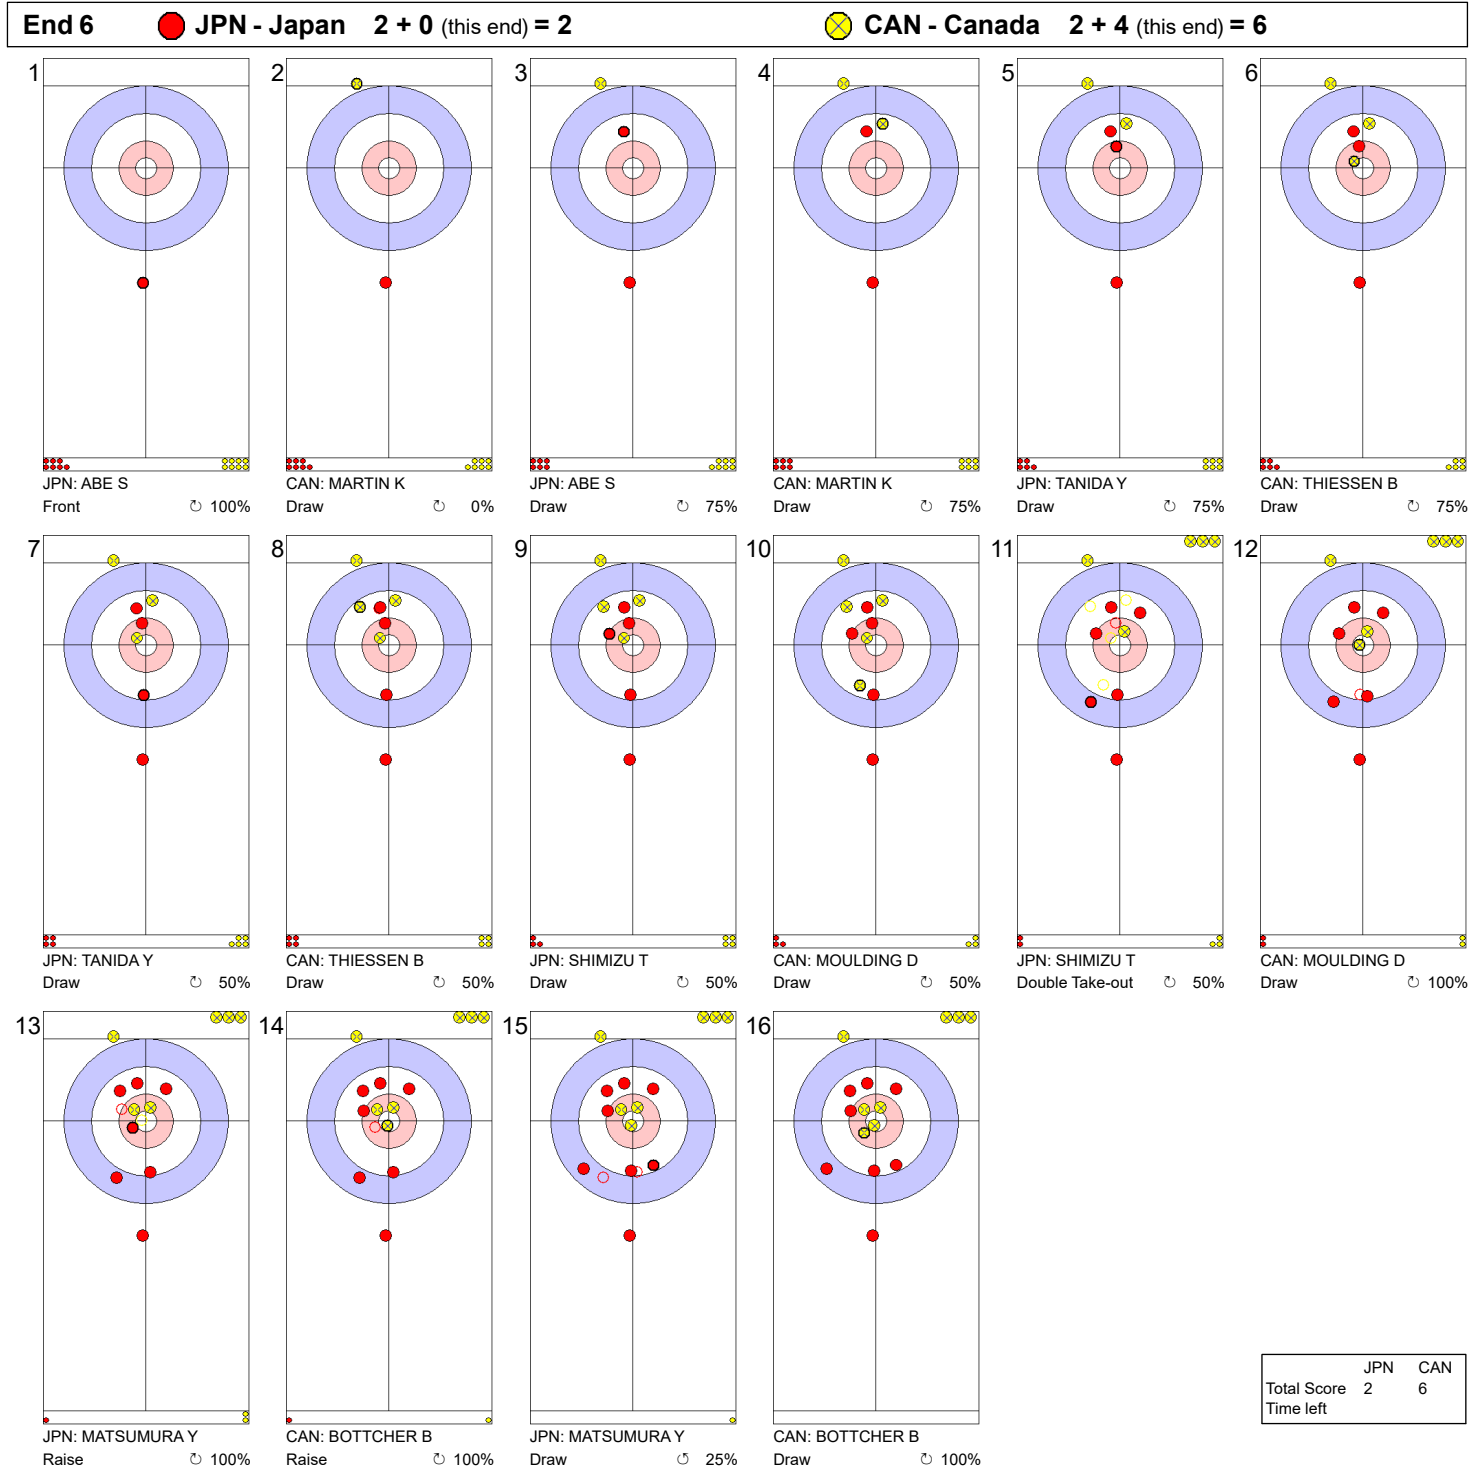 End 6 JPN - Japan 2 + 0 (this end) = 2 CAN - Canada 2 + 4 (this end) = 6
1 2 3 4 5 6
JPN: ABE S CAN: MARTIN K JPN: ABE S CAN: MARTIN K JPN: TANIDA Y CAN: THIESSEN B
Front ↻ 100% Draw ↻ 0% Draw ↻ 75% Draw ↻ 75% Draw ↻ 75% Draw ↻ 75%
7 8 9 10 11 12
JPN: TANIDA Y CAN: THIESSEN B JPN: SHIMIZU T CAN: MOULDING D JPN: SHIMIZU T CAN: MOULDING D
Draw ↻ 50% Draw ↻ 50% Draw ↻ 50% Draw ↻ 50% Double Take-out ↻ 50% Draw ↻ 100%
13 14 15 16
JPN: MATSUMURA Y CAN: BOTTCHER B JPN: MATSUMURA Y CAN: BOTTCHER B
Raise ↻ 100% Raise ↻ 100% Draw ↺ 25% Draw ↻ 100%
JPN CAN
Total Score 2 6
Time left